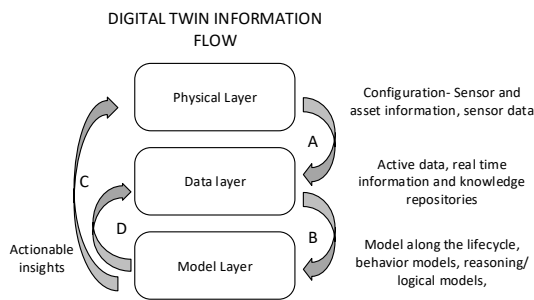 DIGITAL TWIN INFORMATION
FLOW
Physical Layer
Configuration- Sensor and
asset information, sensor data
A
C
Data layer
Active data, real time
information and knowledge
repositories
D
B
Actionable
insights
Model Layer
Model along the lifecycle,
behavior models, reasoning/
logical models,